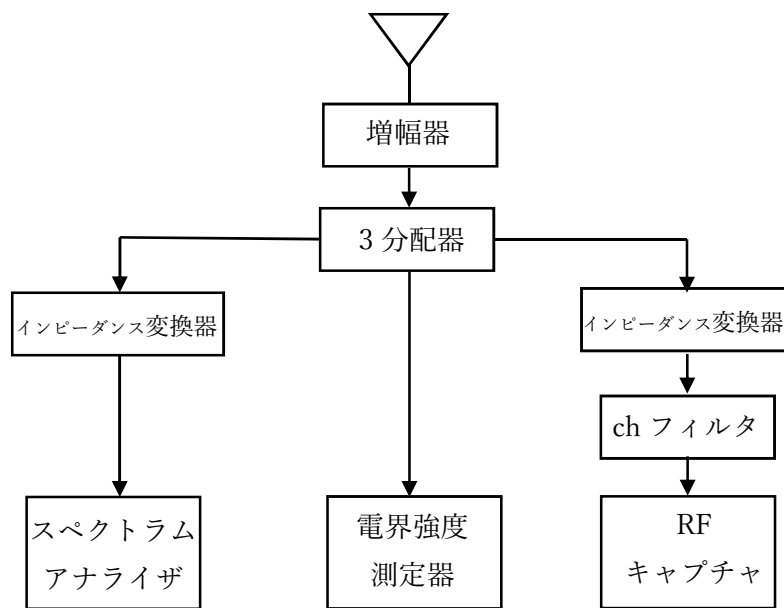 増幅器
3 分配器
インピーダンス変換器
インピーダンス変換器
ch フィルタ
スペクトラム
アナライザ
電界強度
測定器
RF
キャプチャ